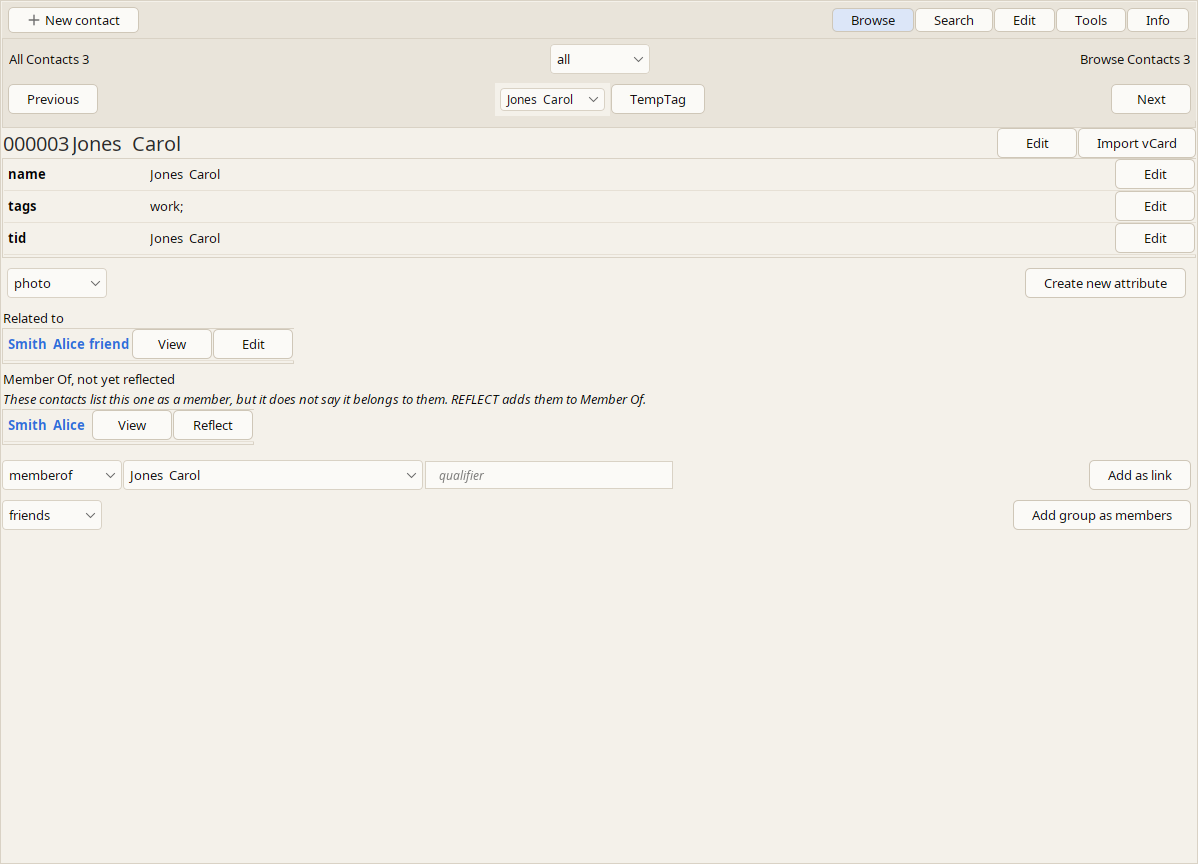 New contact Browse Search Edit Tools Info
All Contacts 3 all Browse Contacts 3
Previous Jones Carol TempTag Next
000003 Jones Carol Edit Import vCard
name Jones Carol Edit
tags work; Edit
tid Jones Carol Edit
photo Create new attribute
Related to
Smith Alice friend View Edit
Member Of, not yet reflected
These contacts list this one as a member, but it does not say it belongs to them. REFLECT adds them to Member Of.
Smith Alice View Reflect
memberof Jones Carol qualifier Add as link
friends Add group as members